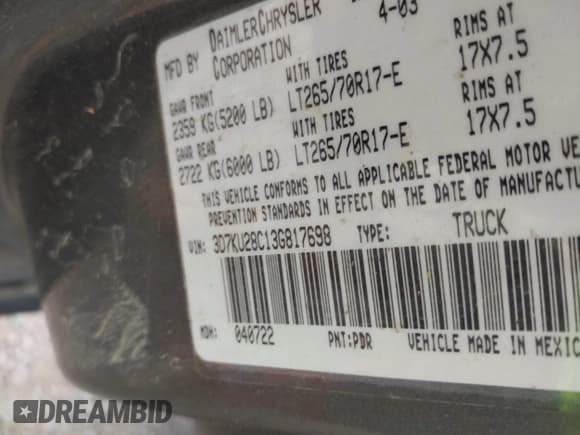 MFD BY DAIMLERCHRYSLER CORPORATION
4-03
GAWR FRONT WITH TIRES RIMS AT
2359 KG(5200 LB) LT265/70R17-E 17X7.5
GAWR REAR WITH TIRES RIMS AT
2722 KG(6000 LB) LT265/70R17-E 17X7.5
THIS VEHICLE CONFORMS TO ALL APPLICABLE FEDERAL MOTOR VE
PREVENTION STANDARDS IN EFFECT ON THE DATE OF MANUFACTU
VIN: 3D7KU28C13G817698 TYPE: TRUCK
MDH: 040722 PNT:PDR VEHICLE MADE IN MEXIC
DREAMBID